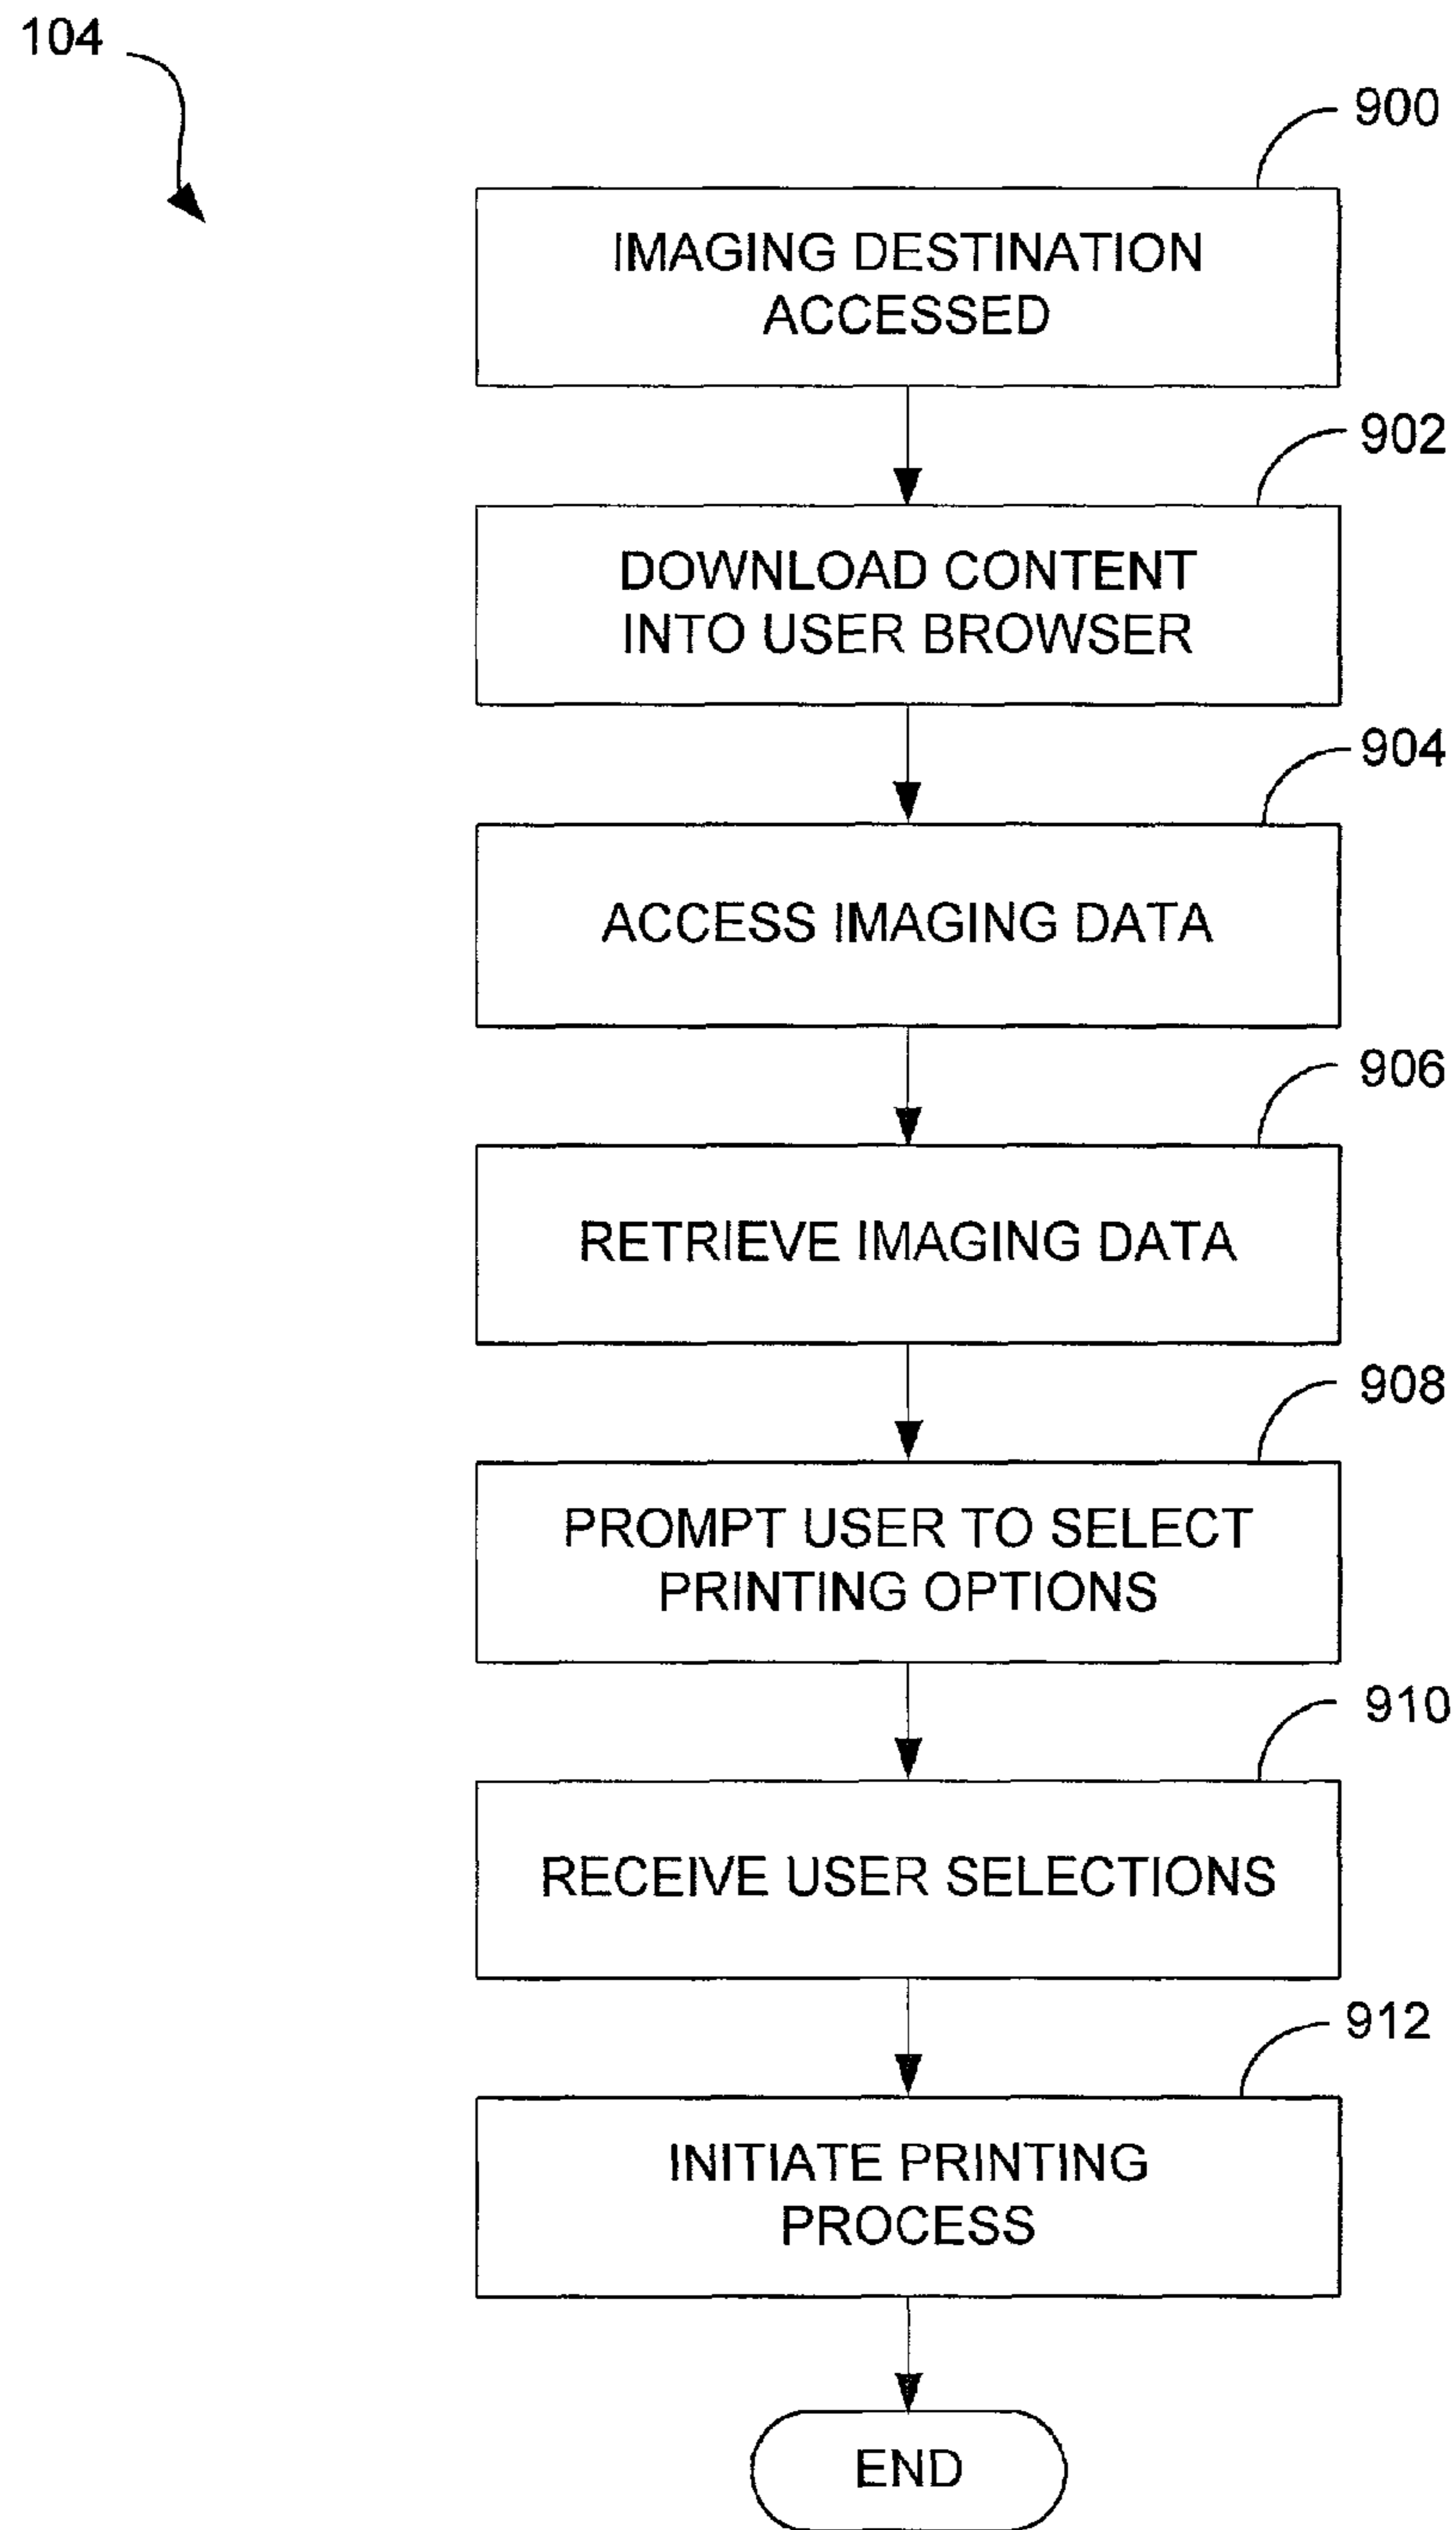 104
900
IMAGING DESTINATION
ACCESSED
902
DOWNLOAD CONTENT
INTO USER BROWSER
904
ACCESS IMAGING DATA
906
RETRIEVE IMAGING DATA
908
PROMPT USER TO SELECT
PRINTING OPTIONS
910
RECEIVE USER SELECTIONS
912
INITIATE PRINTING
PROCESS
END